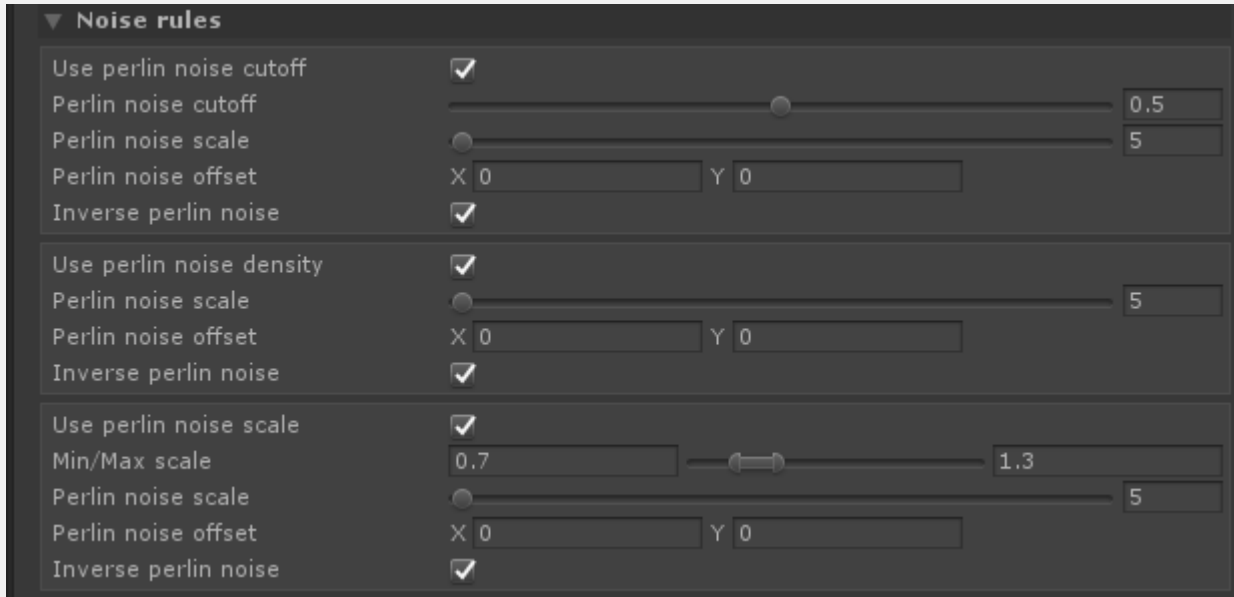 Noise rules
Use perlin noise cutoff
Perlin noise cutoff 0.5
Perlin noise scale 5
Perlin noise offset X 0 Y 0
Inverse perlin noise
Use perlin noise density
Perlin noise scale 5
Perlin noise offset X 0 Y 0
Inverse perlin noise
Use perlin noise scale
Min/Max scale 0.7 1.3
Perlin noise scale 5
Perlin noise offset X 0 Y 0
Inverse perlin noise